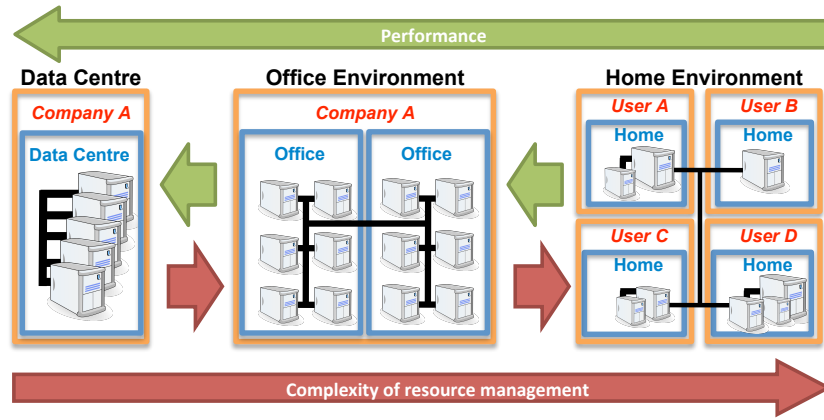 Performance
Data Centre
Office Environment
Home Environment
Company A
Company A
User A
User B
Data Centre
Office
Office
Home
Home
User C
User D
Home
Home
Complexity of resource management